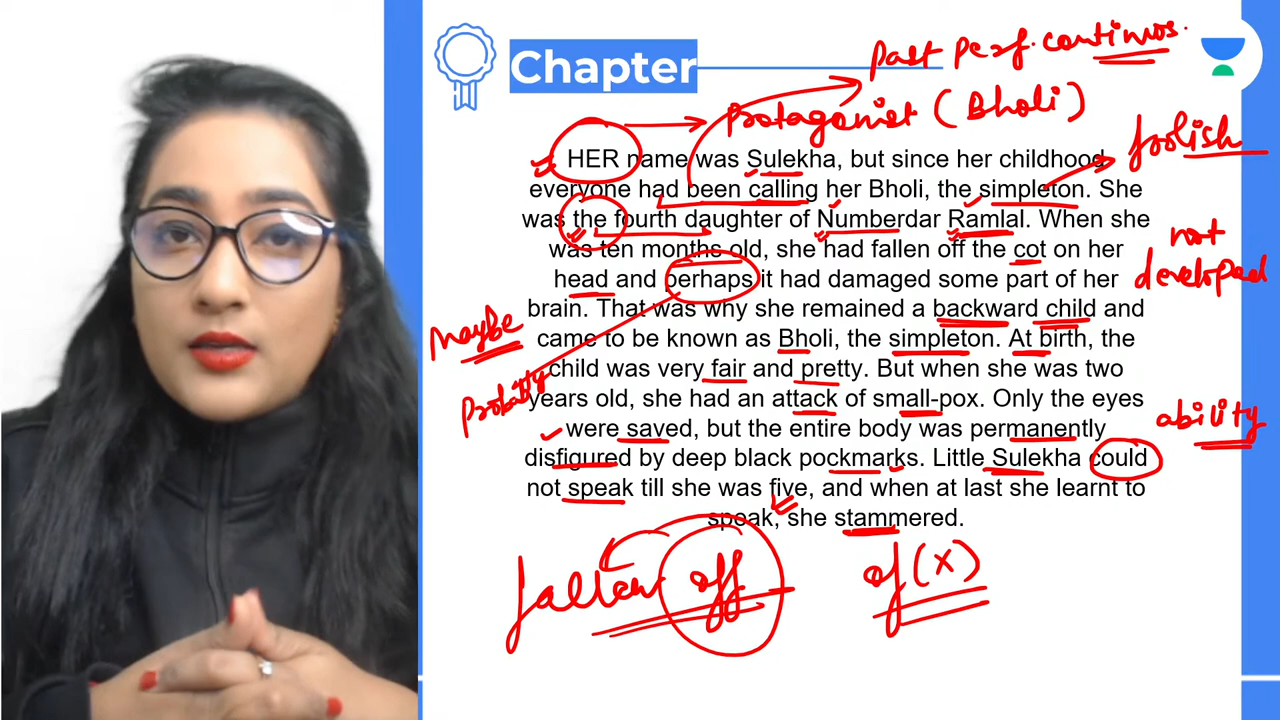 Chapter
Past Perf. continuos.
Protagonist (Bholi)
foolish
HER name was Sulekha, but since her childhood
everyone had been calling her Bholi, the simpleton. She
was the fourth daughter of Numberdar Ramlal. When she
was ten months old, she had fallen off the cot on her
head and perhaps it had damaged some part of her
brain. That was why she remained a backward child and
came to be known as Bholi, the simpleton. At birth, the
child was very fair and pretty. But when she was two
years old, she had an attack of small-pox. Only the eyes
were saved, but the entire body was permanently
disfigured by deep black pockmarks. Little Sulekha could
not speak till she was five, and when at last she learnt to
speak, she stammered.
not
developed
Maybe
ability
fallen off
of (x)